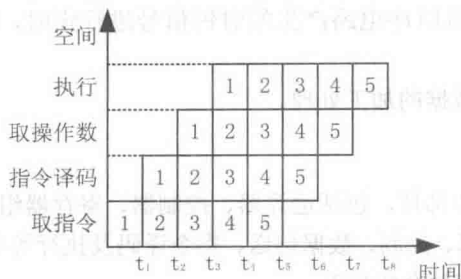 空间
执行 1 2 3 4 5
取操作数 1 2 3 4 5
指令译码 1 2 3 4 5
取指令 1 2 3 4 5
t₁ t₂ t₃ t₄ t₅ t₆ t₇ t₈ 时间